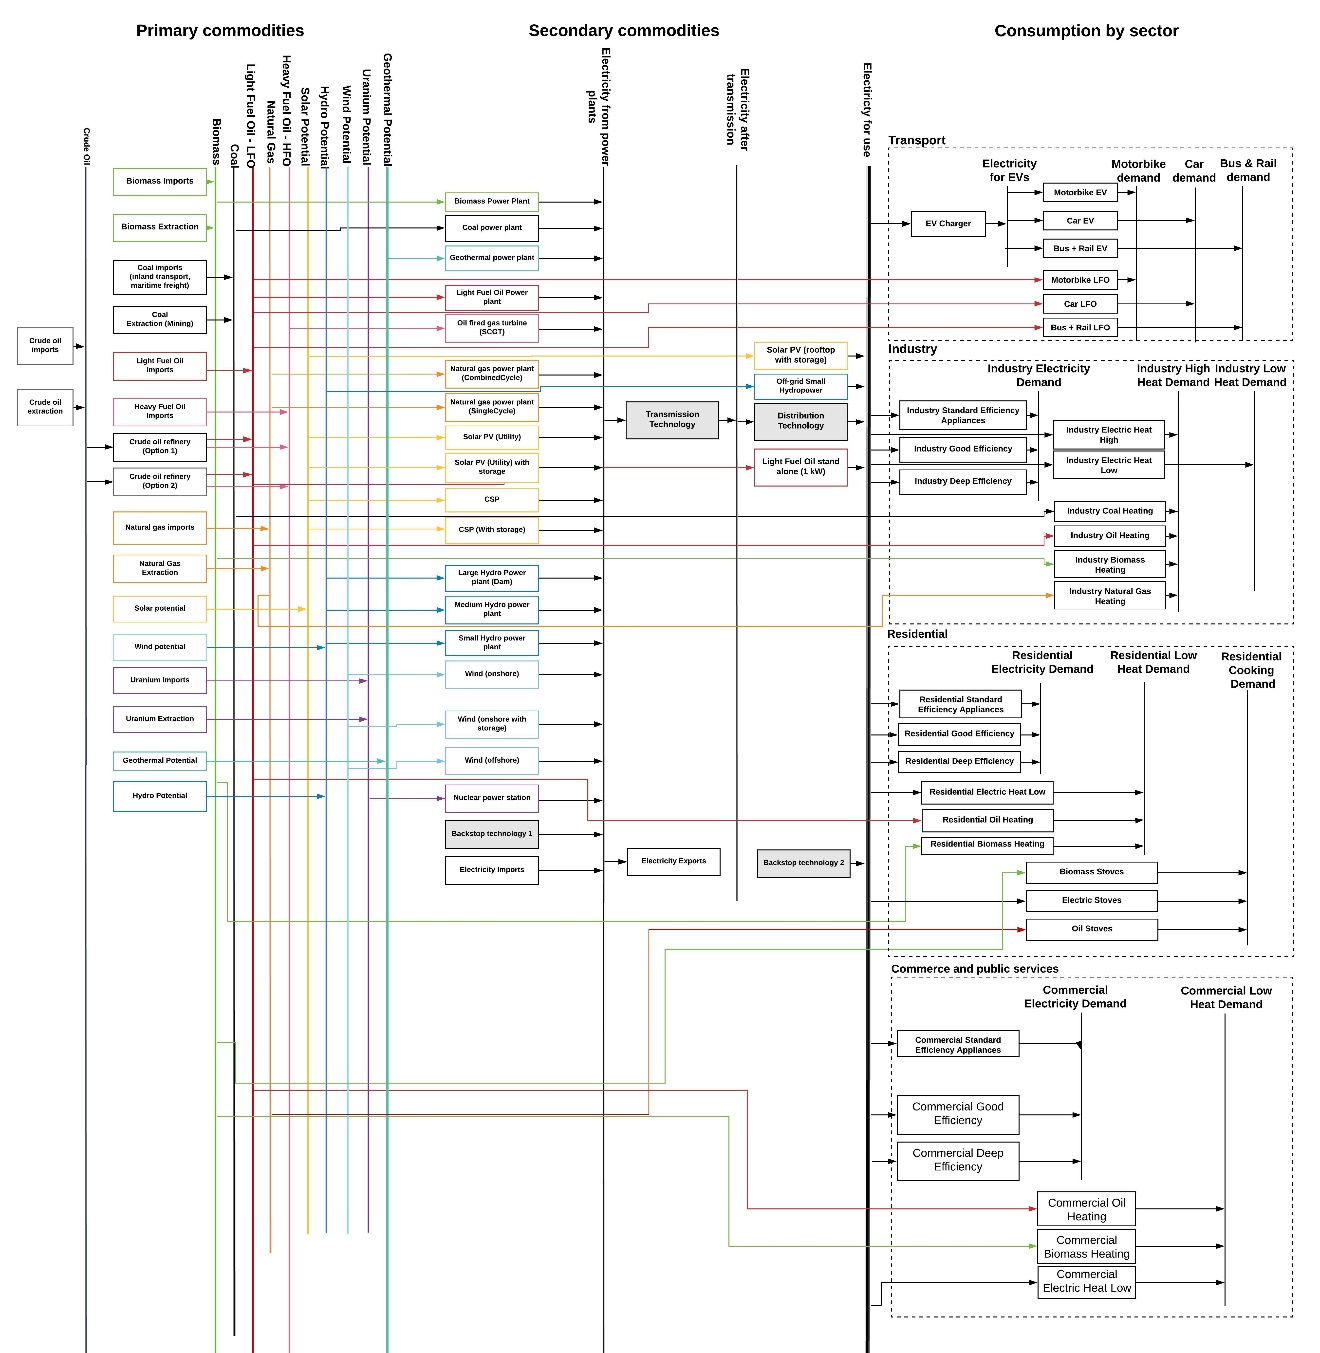 Primary commodities
Secondary commodities
Consumption by sector
Crude Oil
Biomass
Coal
Light Fuel Oil - LFO
Natural Gas
Heavy Fuel Oil - HFO
Solar Potential
Hydro Potential
Wind Potential
Uranium Potential
Geothermal Potential
Electricity from power
plants
Electricity after
transmission
Electiricty for use
Crude oil
imports
Crude oil
extraction
Biomass Imports
Biomass Extraction
Coal imports
(inland transport,
maritime freight)
Coal
Extraction (Mining)
Light Fuel Oil
Imports
Heavy Fuel Oil
Imports
Crude oil refinery
(Option 1)
Crude oil refinery
(Option 2)
Natural gas imports
Natural Gas
Extraction
Solar potential
Wind potential
Uranium Imports
Uranium Extraction
Geothermal Potential
Hydro Potential
Biomass Power Plant
Coal power plant
Geothermal power plant
Light Fuel Oil Power
plant
Oil fired gas turbine
(SCGT)
Natural gas power plant
(CombinedCycle)
Natural gas power plant
(SingleCycle)
Solar PV (Utility)
Solar PV (Utility) with
storage
CSP
CSP (With storage)
Large Hydro Power
plant (Dam)
Medium Hydro power
plant
Small Hydro power
plant
Wind (onshore)
Wind (onshore with
storage)
Wind (offshore)
Nuclear power station
Backstop technology 1
Electricity Imports
Transmission
Technology
Electricity Exports
Solar PV (rooftop
with storage)
Off-grid Small
Hydropower
Distribution
Technology
Light Fuel Oil stand
alone (1 kW)
Backstop technology 2
Transport
Electricity
for EVs
Motorbike
demand
Car
demand
Bus & Rail
demand
EV Charger
Motorbike EV
Car EV
Bus + Rail EV
Motorbike LFO
Car LFO
Bus + Rail LFO
Industry
Industry Electricity
Demand
Industry High
Heat Demand
Industry Low
Heat Demand
Industry Standard Efficiency
Appliances
Industry Good Efficiency
Industry Deep Efficiency
Industry Electric Heat
High
Industry Electric Heat
Low
Industry Coal Heating
Industry Oil Heating
Industry Biomass
Heating
Industry Natural Gas
Heating
Residential
Residential
Electricity Demand
Residential Low
Heat Demand
Residential
Cooking
Demand
Residential Standard
Efficiency Appliances
Residential Good Efficiency
Residential Deep Efficiency
Residential Electric Heat Low
Residential Oil Heating
Residential Biomass Heating
Biomass Stoves
Electric Stoves
Oil Stoves
Commerce and public services
Commercial
Electricity Demand
Commercial Low
Heat Demand
Commercial Standard
Efficiency Appliances
Commercial Good
Efficiency
Commercial Deep
Efficiency
Commercial Oil
Heating
Commercial
Biomass Heating
Commercial
Electric Heat Low